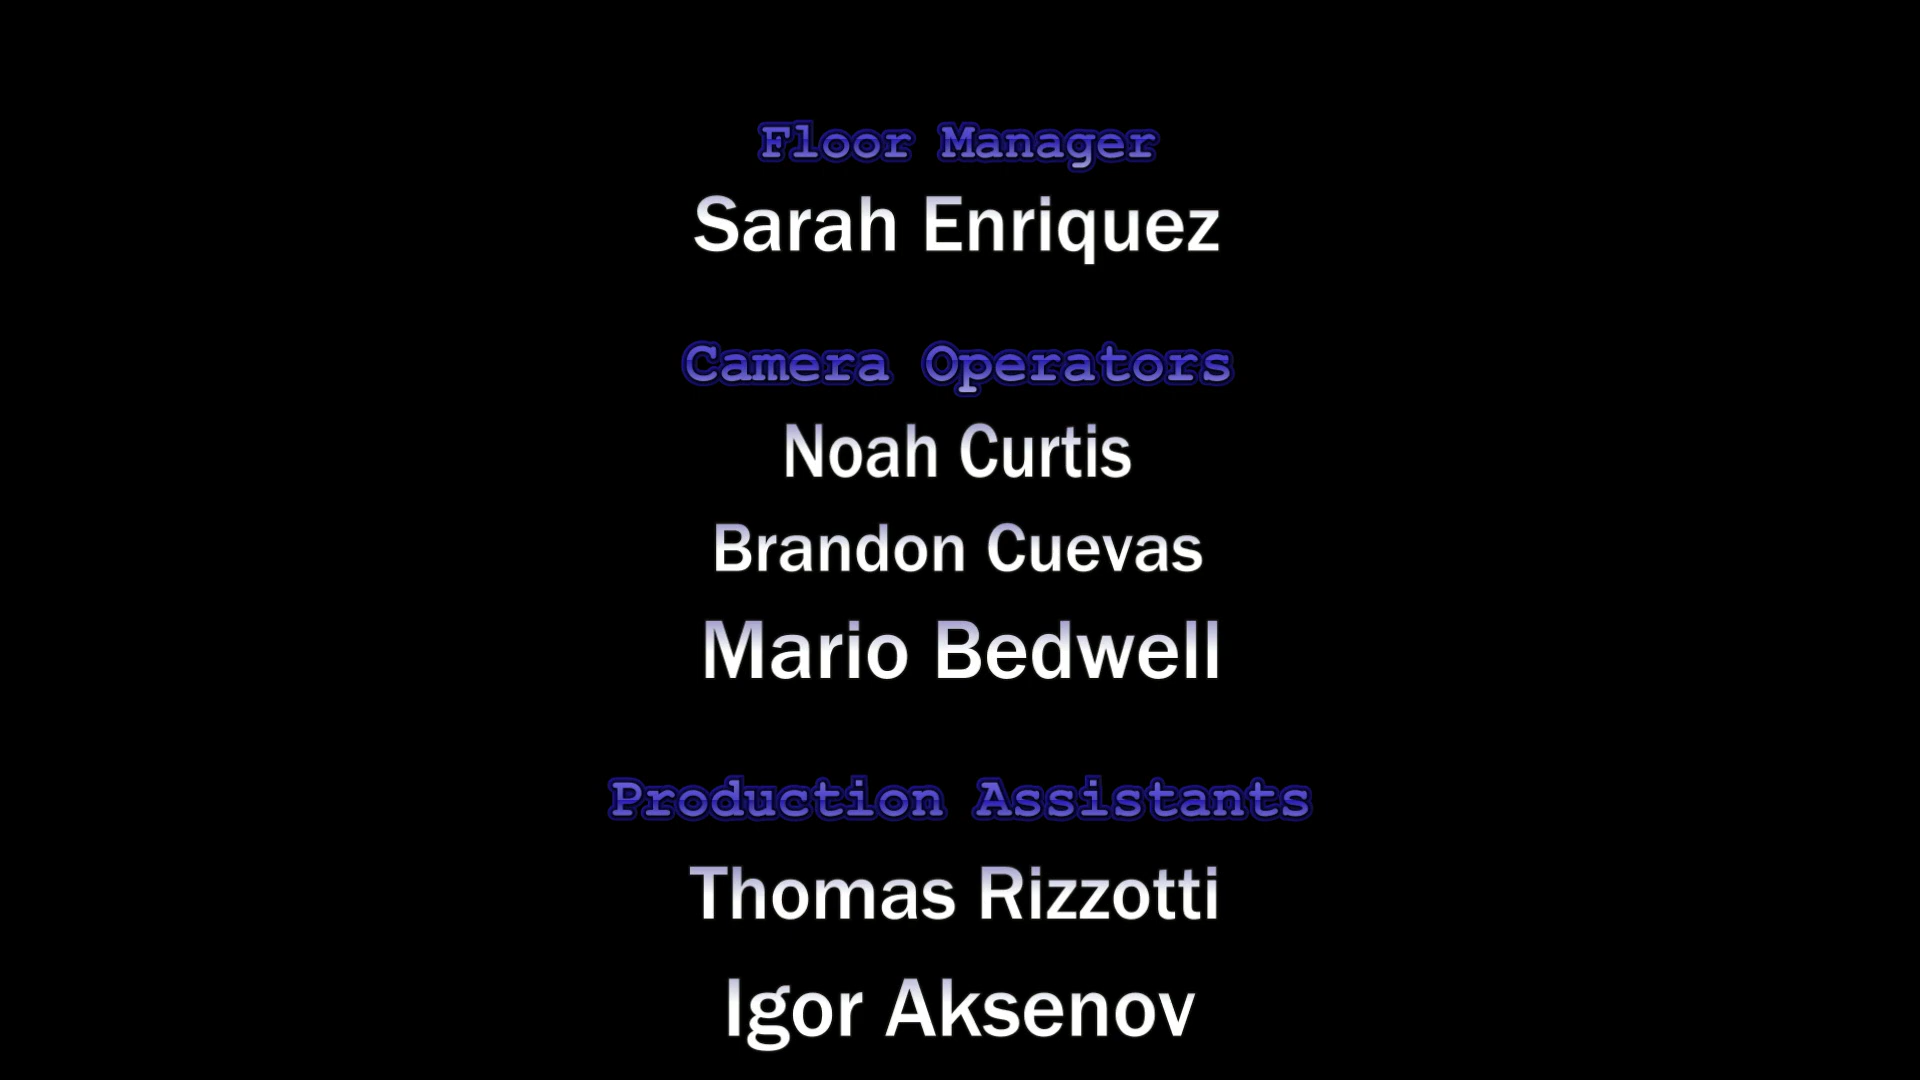 Floor Manager
Sarah Enriquez
Camera Operators
Noah Curtis
Brandon Cuevas
Mario Bedwell
Production Assistants
Thomas Rizzotti
Igor Aksenov